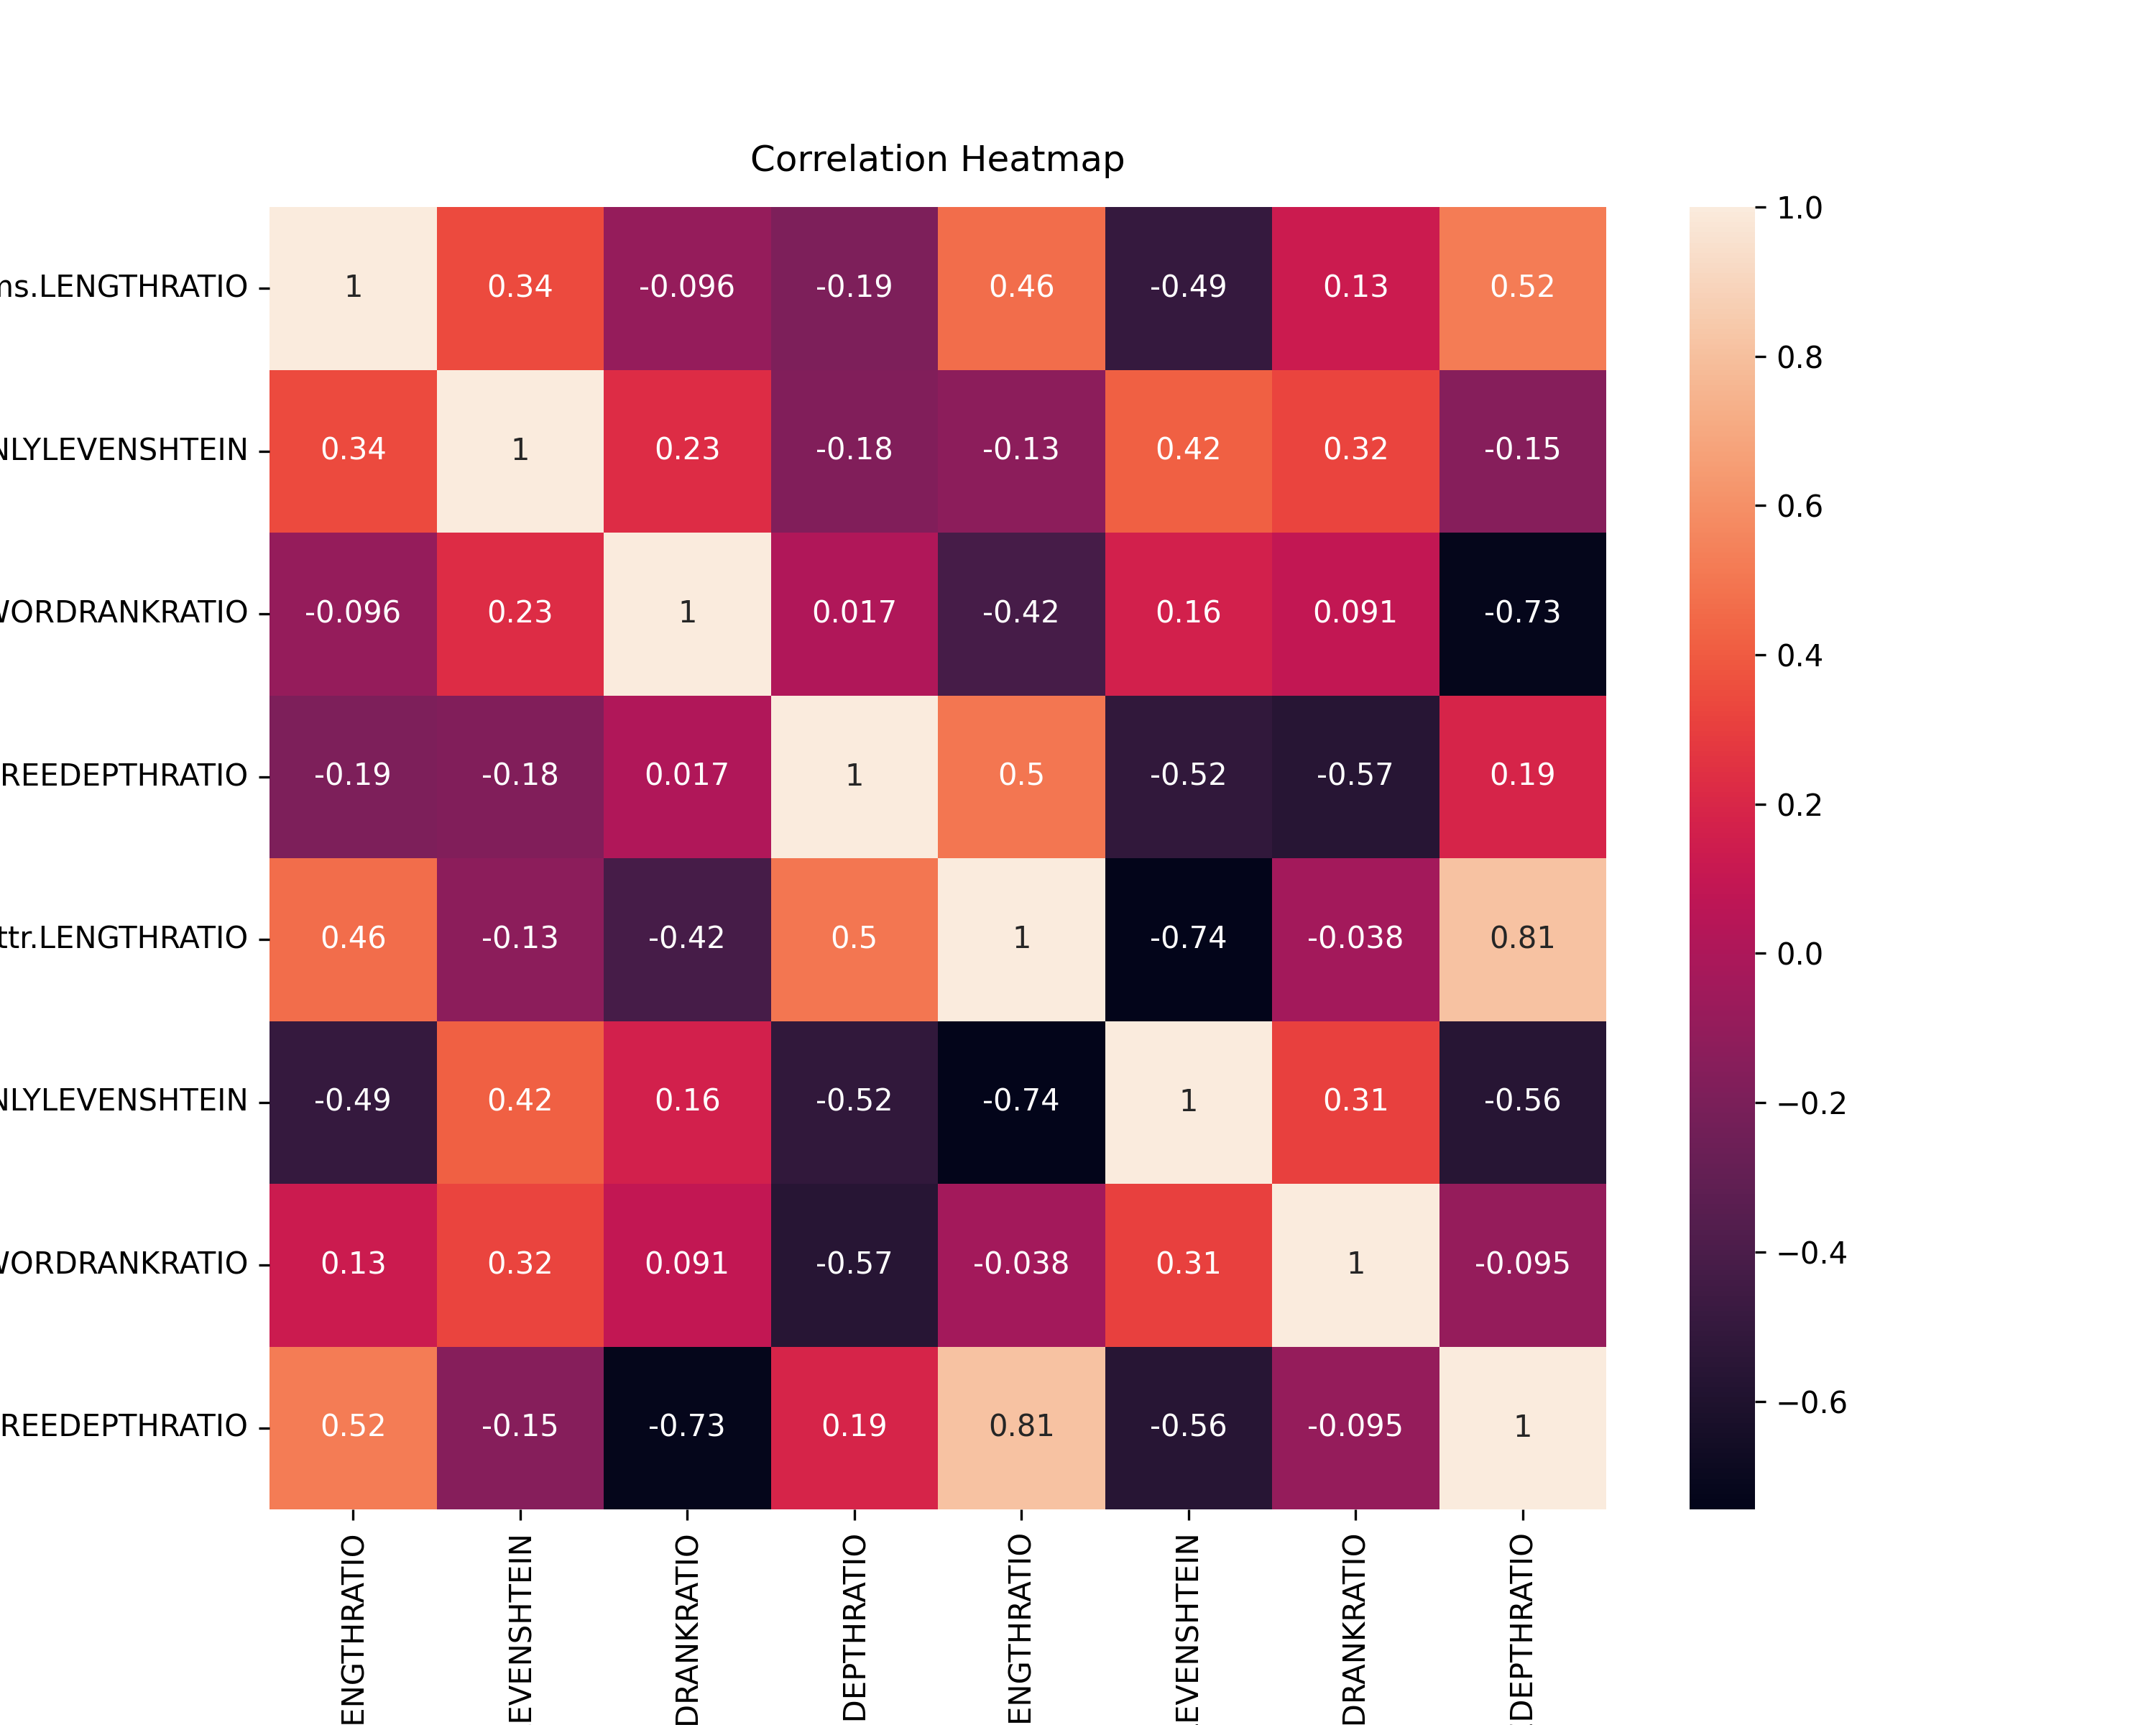 Correlation Heatmap
ms.LENGTHRATIO 1 0.34 -0.096 -0.19 0.46 -0.49 0.13 0.52
NLYLEVENSHTEIN 0.34 1 0.23 -0.18 -0.13 0.42 0.32 -0.15
WORDRANKRATIO -0.096 0.23 1 0.017 -0.42 0.16 0.091 -0.73
REEDEPTHRATIO -0.19 -0.18 0.017 1 0.5 -0.52 -0.57 0.19
ttr.LENGTHRATIO 0.46 -0.13 -0.42 0.5 1 -0.74 -0.038 0.81
NLYLEVENSHTEIN -0.49 0.42 0.16 -0.52 -0.74 1 0.31 -0.56
WORDRANKRATIO 0.13 0.32 0.091 -0.57 -0.038 0.31 1 -0.095
REEDEPTHRATIO 0.52 -0.15 -0.73 0.19 0.81 -0.56 -0.095 1
ENGTHRATIO
EVENSHTEIN
DRANKRATIO
DEPTHRATIO
ENGTHRATIO
EVENSHTEIN
DRANKRATIO
DEPTHRATIO
1.0
0.8
0.6
0.4
0.2
0.0
−0.2
−0.4
−0.6